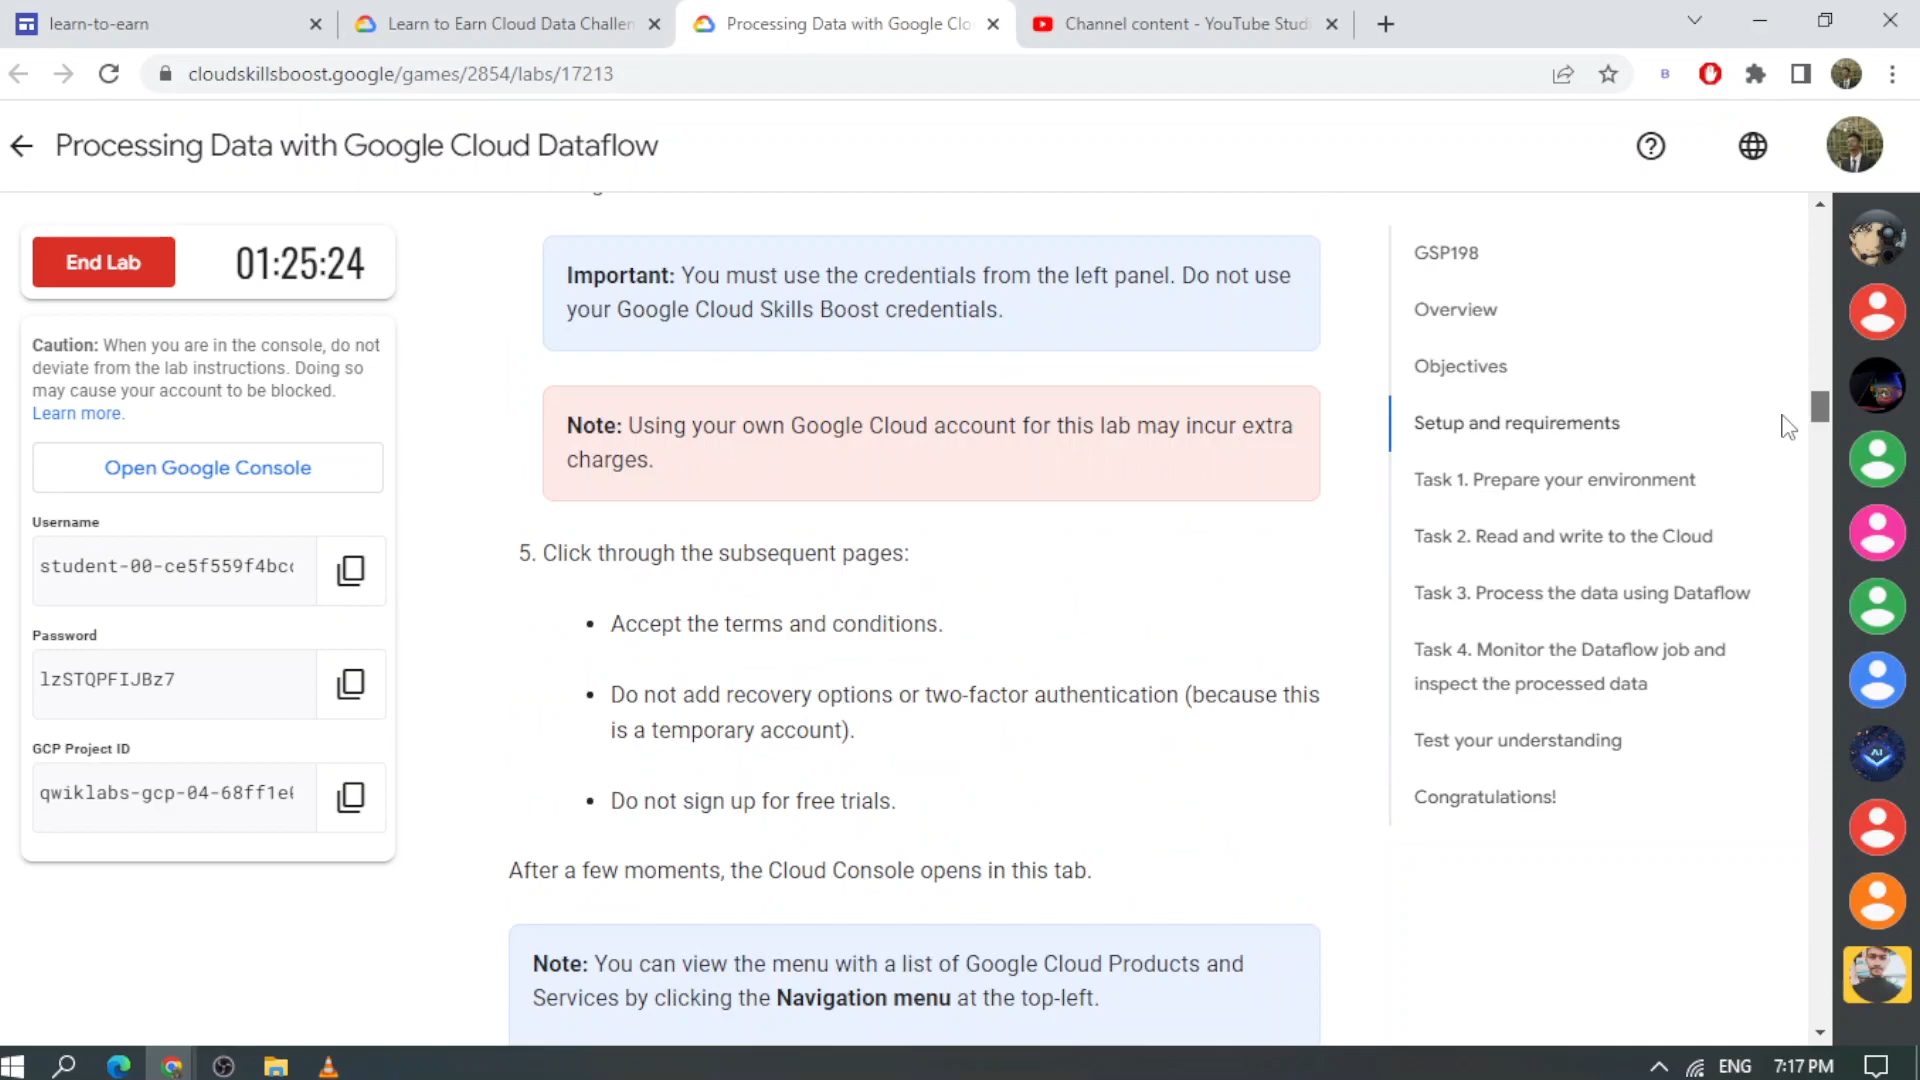 learn-to-earn
Learn to Earn Cloud Data Challen
Processing Data with Google Clo
Channel content - YouTube Stud
cloudskillsboost.google/games/2854/labs/17213
B
Processing Data with Google Cloud Dataflow
End Lab
01:25:24
Caution: When you are in the console, do not
deviate from the lab instructions. Doing so
may cause your account to be blocked.
Learn more.
Open Google Console
Username
student-00-ce5f559f4bc
Password
lzSTQPFIJBz7
GCP Project ID
qwiklabs-gcp-04-68ff1e
Important: You must use the credentials from the left panel. Do not use
your Google Cloud Skills Boost credentials.
Note: Using your own Google Cloud account for this lab may incur extra
charges.
5. Click through the subsequent pages:
• Accept the terms and conditions.
• Do not add recovery options or two-factor authentication (because this
is a temporary account).
• Do not sign up for free trials.
After a few moments, the Cloud Console opens in this tab.
Note: You can view the menu with a list of Google Cloud Products and
Services by clicking the Navigation menu at the top-left.
GSP198
Overview
Objectives
Setup and requirements
Task 1. Prepare your environment
Task 2. Read and write to the Cloud
Task 3. Process the data using Dataflow
Task 4. Monitor the Dataflow job and
inspect the processed data
Test your understanding
Congratulations!
AI
ENG
7:17 PM